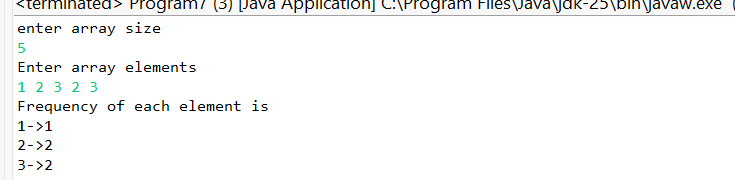 <terminated> Program7 (3) [Java Application] C:\Program Files\Java\jdk-25\bin\javaw.exe (
enter array size
5
Enter array elements
1 2 3 2 3
Frequency of each element is
1->1
2->2
3->2